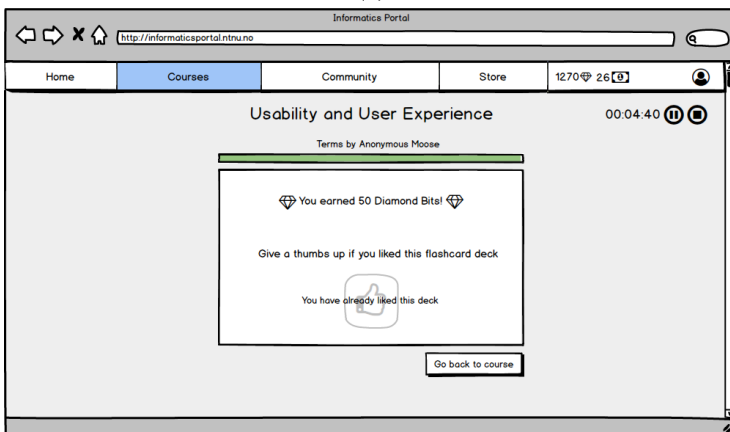 Informatics Portal
http://informaticsportal.ntnu.no
Home Courses Community Store 1270 26
Usability and User Experience 00:04:40
Terms by Anonymous Moose
You earned 50 Diamond Bits!
Give a thumbs up if you liked this flashcard deck
You have already liked this deck
Go back to course